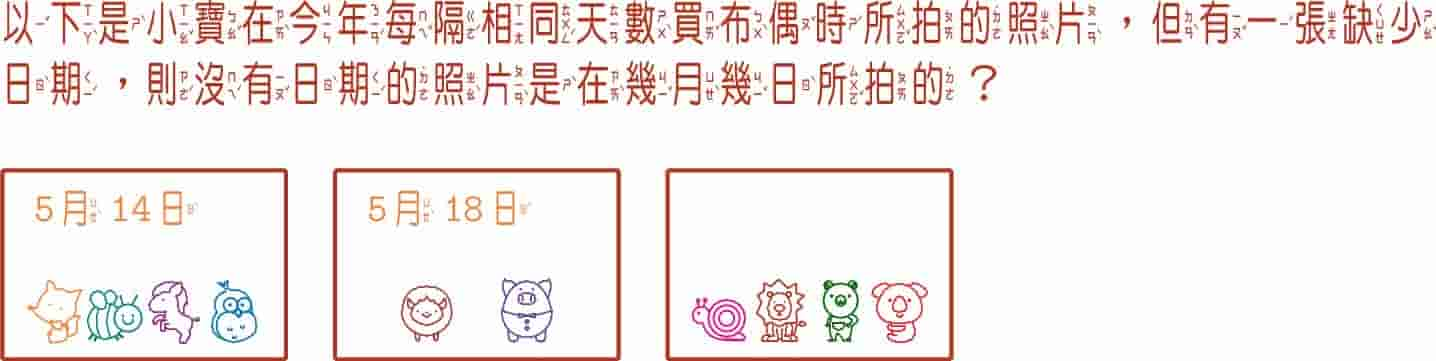 以下是小寶在今年每隔相同天數買布偶時所拍的照片，但有一張缺少
日期，則沒有日期的照片是在幾月幾日所拍的？
5月14日
5月18日